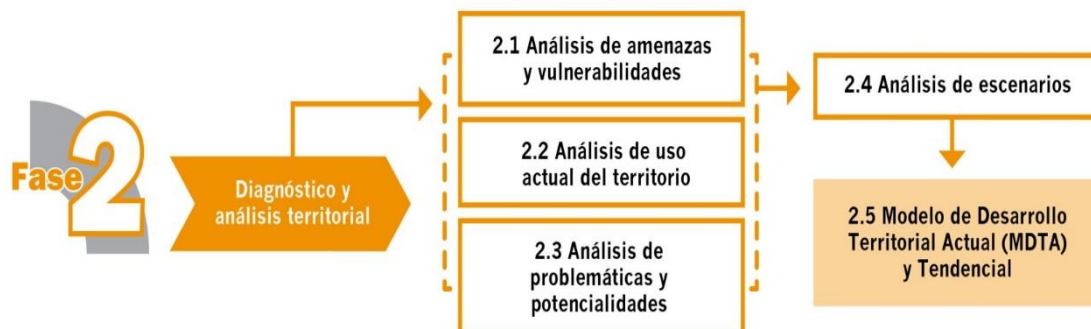 Fase 2
Diagnóstico y
análisis territorial
2.1 Análisis de amenazas
y vulnerabilidades
2.2 Análisis de uso
actual del territorio
2.3 Análisis de
problemáticas y
potencialidades
2.4 Análisis de escenarios
2.5 Modelo de Desarrollo
Territorial Actual (MDTA)
y Tendencial